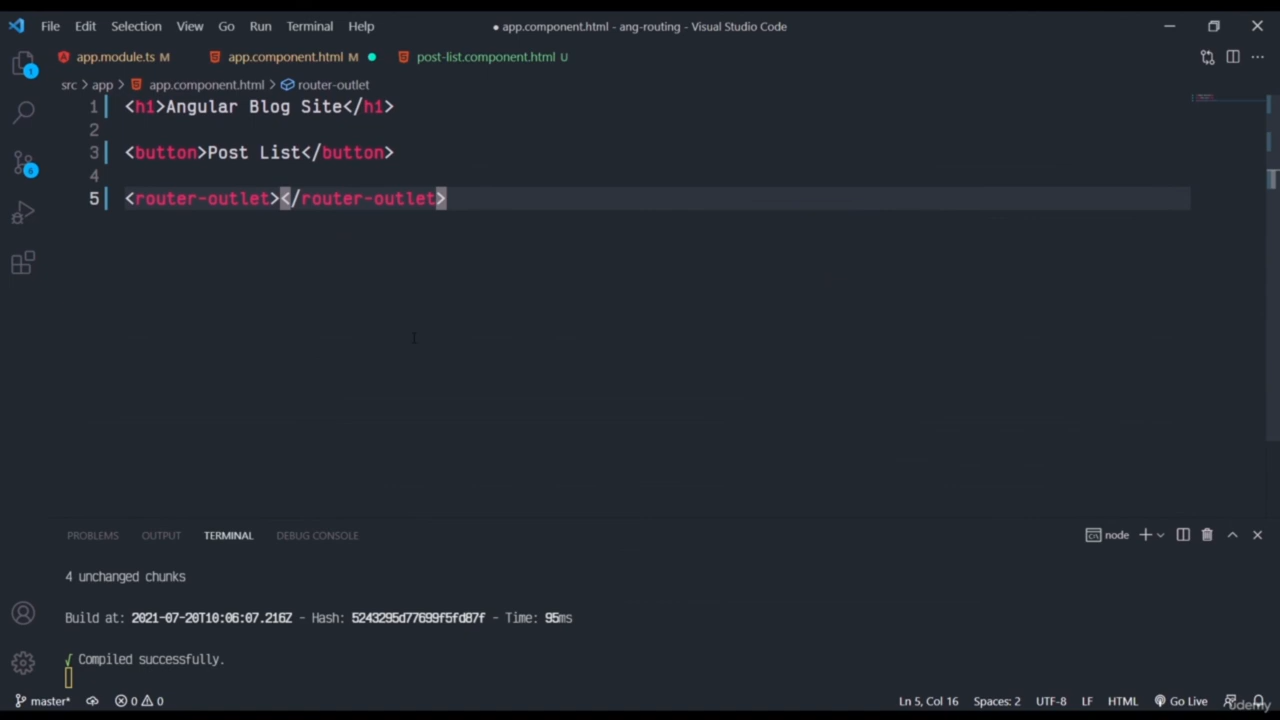 File Edit Selection View Go Run Terminal Help ● app.component.html - ang-routing - Visual Studio Code
app.module.ts M app.component.html M ● post-list.component.html U
src > app > app.component.html > router-outlet
1 <h1>Angular Blog Site</h1>
2
3 <button>Post List</button>
4
5 <router-outlet></router-outlet>
PROBLEMS OUTPUT TERMINAL DEBUG CONSOLE node
4 unchanged chunks
Build at: 2021-07-20T10:06:07.216Z - Hash: 5243295d77699f5fd87f - Time: 95ms
√ Compiled successfully.
master* 0 0 Ln 5, Col 16 Spaces: 2 UTF-8 LF HTML Go Live
1
6
udemy